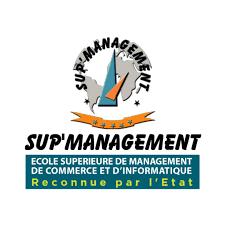 SUP'MANAGEMENT
SUP'MANAGEMENT
ECOLE SUPERIEURE DE MANAGEMENT
DE COMMERCE ET D'INFORMATIQUE
Reconnue par l'Etat